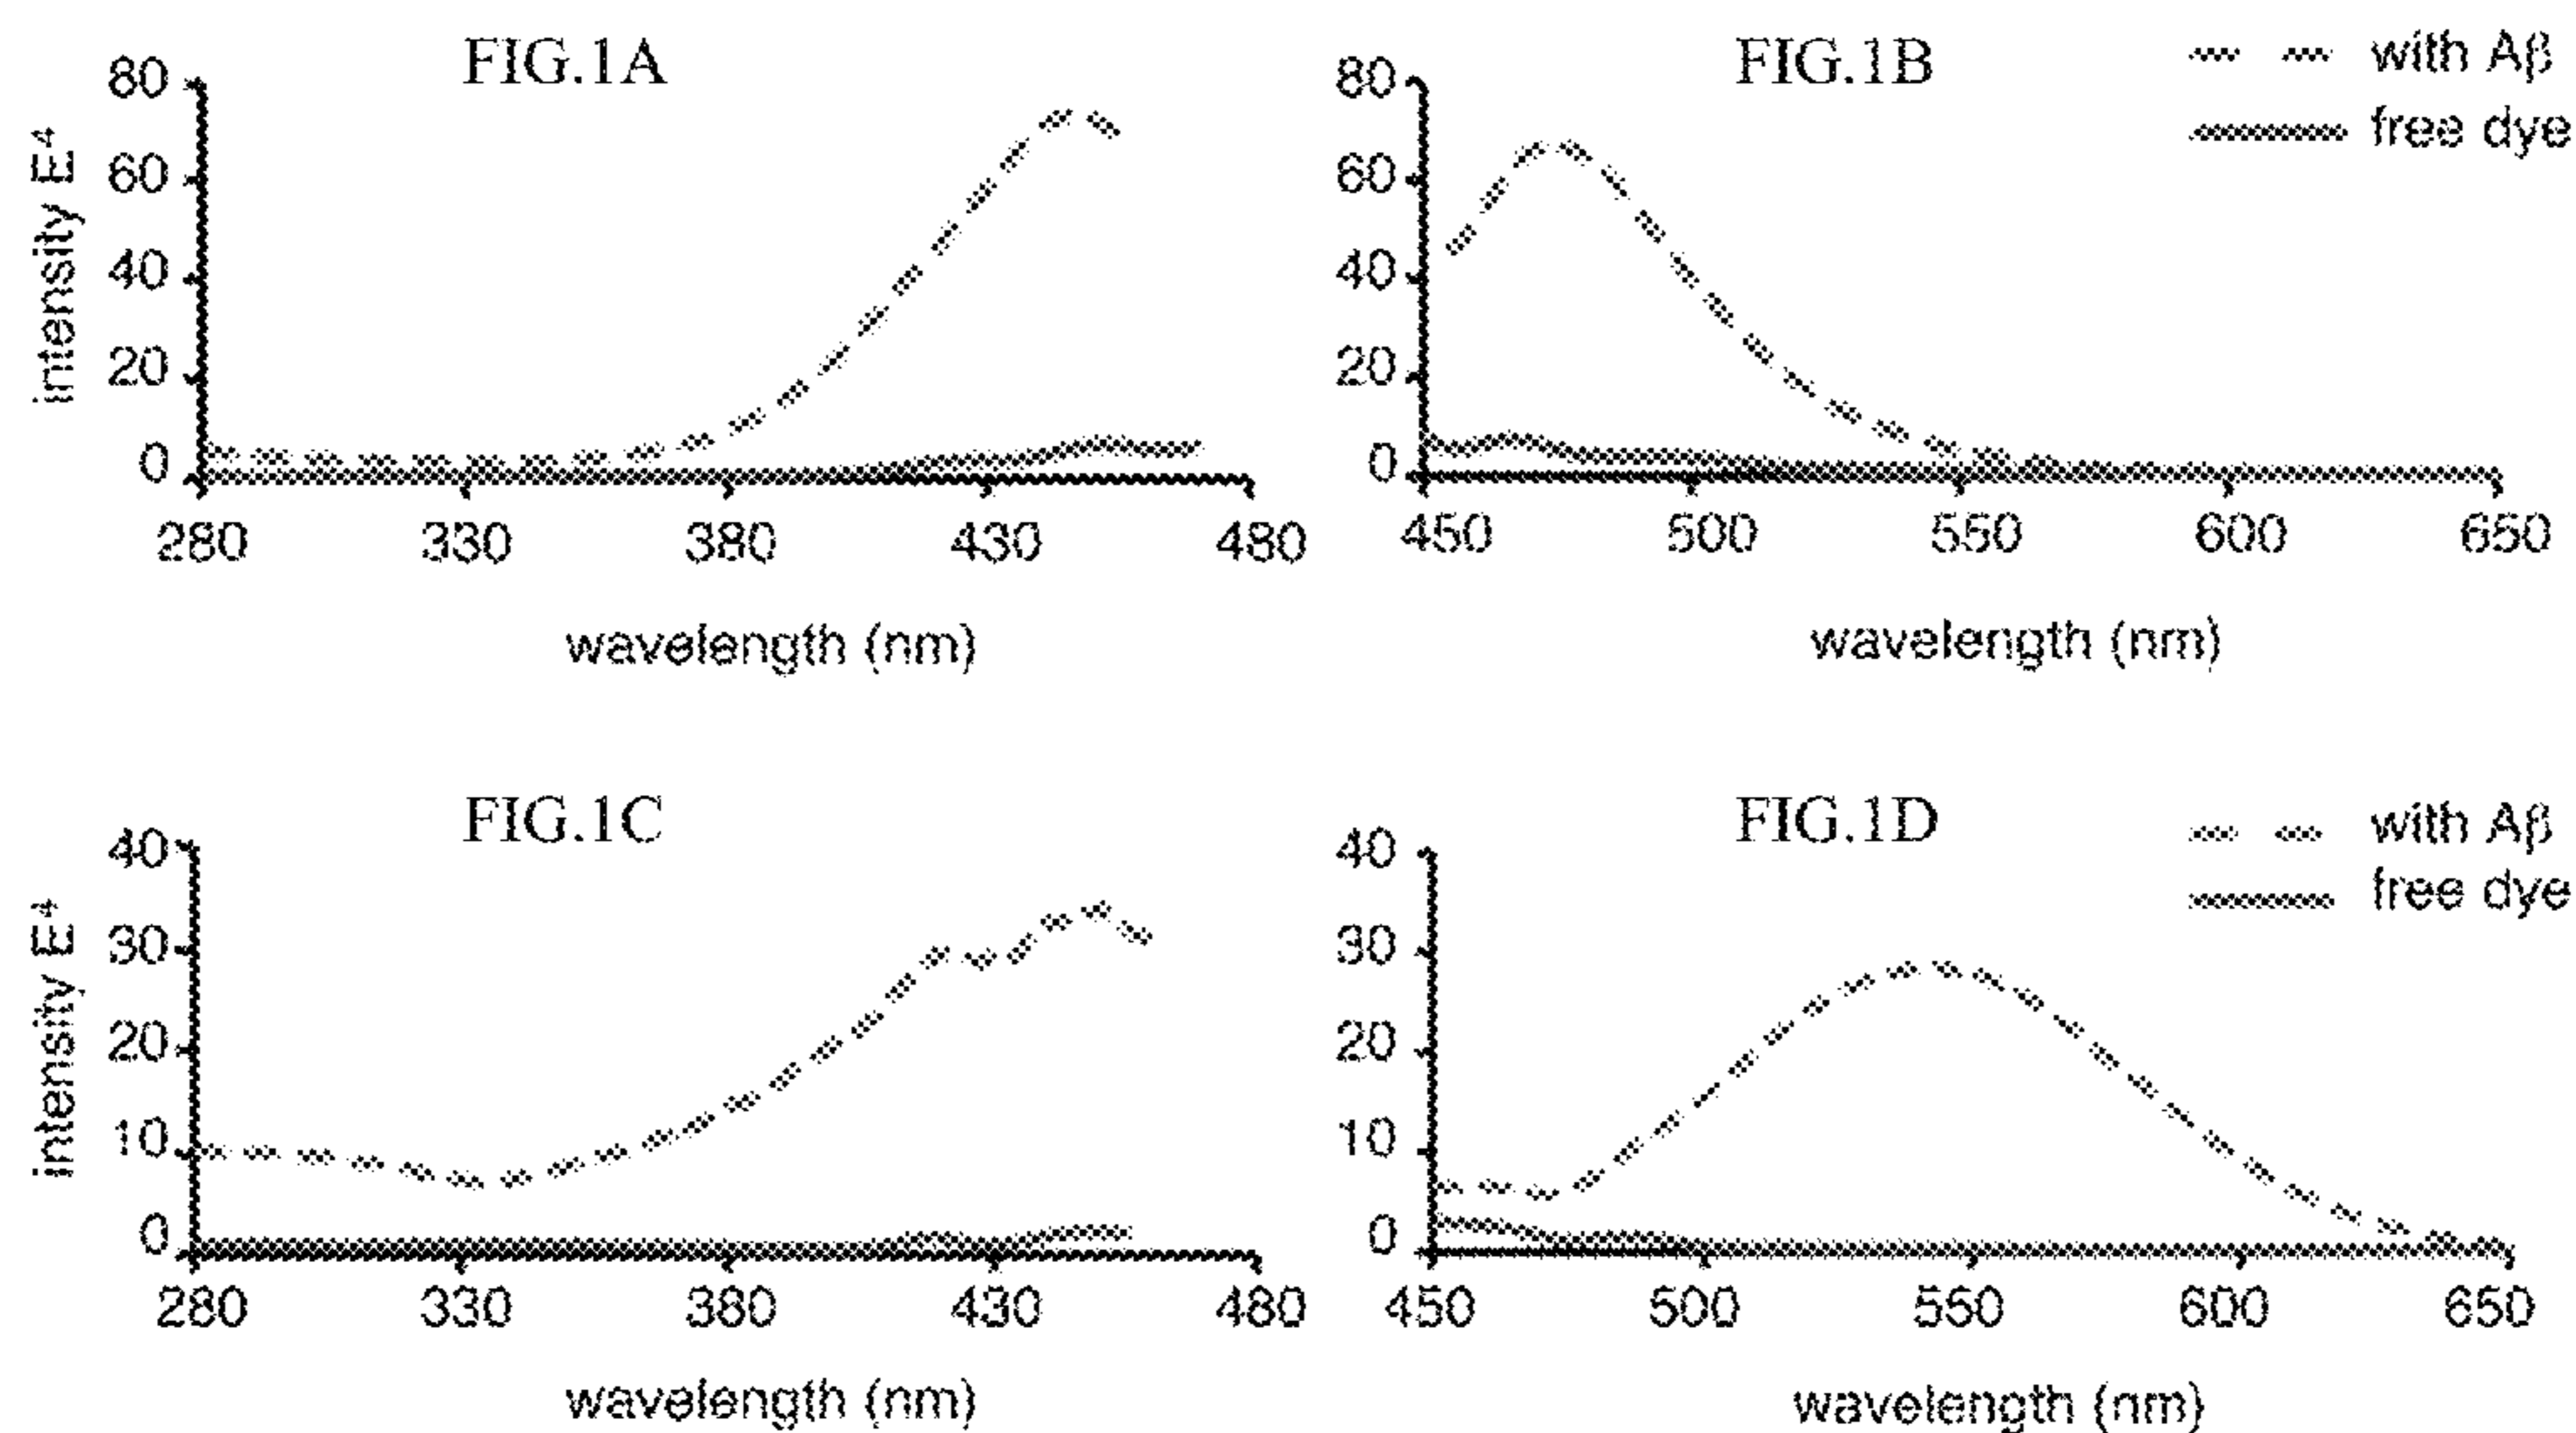 FIG.1A
80
60
40
20
0
intensity E⁴
280 330 380 430 480
wavelength (nm)
FIG.1B
with Aβ
free dye
80
60
40
20
0
450 500 550 600 650
wavelength (nm)
FIG.1C
40
30
20
10
0
intensity E⁴
280 330 380 430 480
wavelength (nm)
FIG.1D
with Aβ
free dye
40
30
20
10
0
450 500 550 600 650
wavelength (nm)